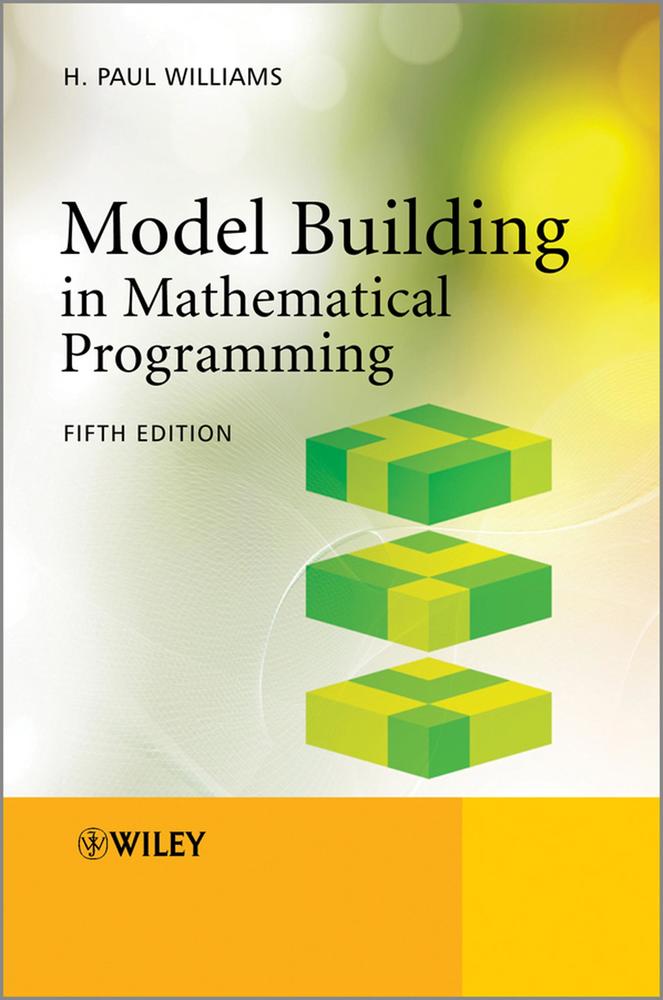 H. PAUL WILLIAMS
Model Building
in Mathematical
Programming
FIFTH EDITION
WILEY